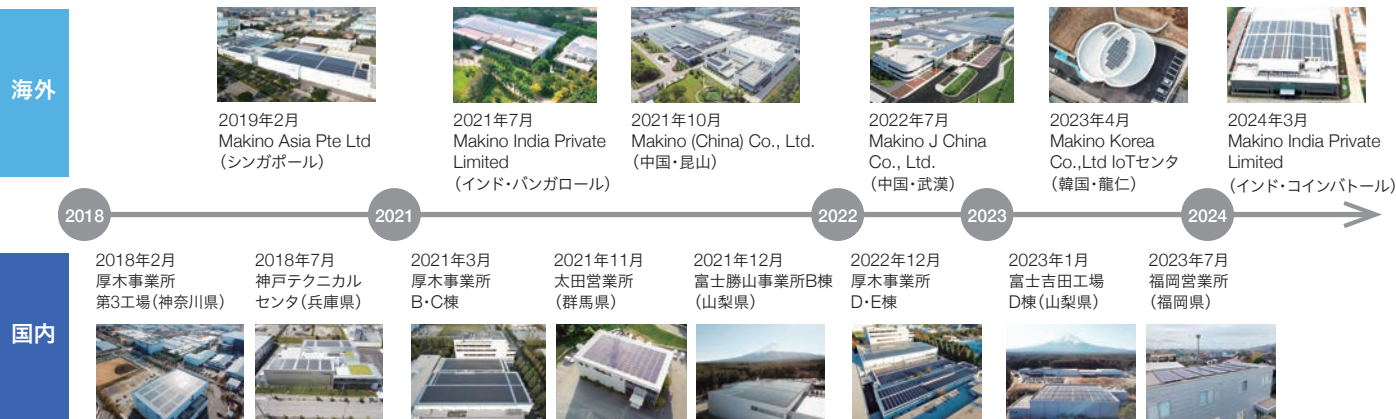 海外
2019年2月
Makino Asia Pte Ltd
（シンガポール）
2021年7月
Makino India Private
Limited
（インド・バンガロール）
2021年10月
Makino (China) Co., Ltd.
（中国・昆山）
2022年7月
Makino J China
Co., Ltd.
（中国・武漢）
2023年4月
Makino Korea
Co.,Ltd IoTセンタ
（韓国・龍仁）
2024年3月
Makino India Private
Limited
（インド・コインバトール）
2018
2021
2022
2023
2024
国内
2018年2月
厚木事業所
第3工場（神奈川県）
2018年7月
神戸テクニカル
センタ（兵庫県）
2021年3月
厚木事業所
B・C棟
2021年11月
太田営業所
（群馬県）
2021年12月
富士勝山事業所B棟
（山梨県）
2022年12月
厚木事業所
D・E棟
2023年1月
富士吉田工場
D棟（山梨県）
2023年7月
福岡営業所
（福岡県）